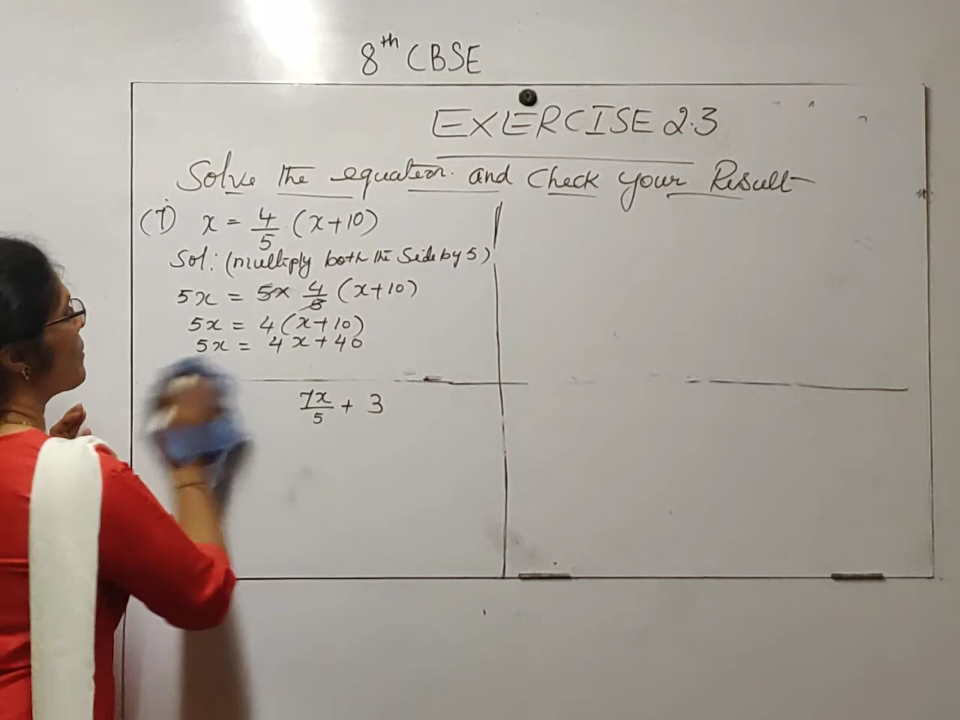 8th CBSE
EXERCISE 2.3
Solve the equation. and Check your Result
(7) x = 4/5 (x+10)
Sol: (multiply both the side by 5)
5x = 5x 4/5 (x+10)
5x = 4(x+10)
5x = 4x+40
7x/5 + 3